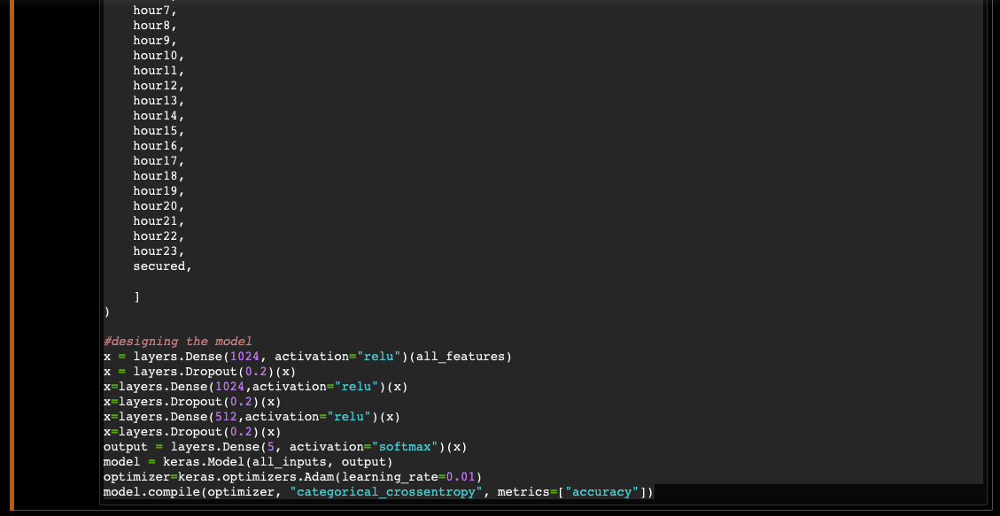 hour7,
    hour8,
    hour9,
    hour10,
    hour11,
    hour12,
    hour13,
    hour14,
    hour15,
    hour16,
    hour17,
    hour18,
    hour19,
    hour20,
    hour21,
    hour22,
    hour23,
    secured,
    ]
)
#designing the model
x = layers.Dense(1024, activation="relu")(all_features)
x = layers.Dropout(0.2)(x)
x=layers.Dense(1024,activation="relu")(x)
x=layers.Dropout(0.2)(x)
x=layers.Dense(512,activation="relu")(x)
x=layers.Dropout(0.2)(x)
output = layers.Dense(5, activation="softmax")(x)
model = keras.Model(all_inputs, output)
optimizer=keras.optimizers.Adam(learning_rate=0.01)
model.compile(optimizer, "categorical_crossentropy", metrics=["accuracy"])